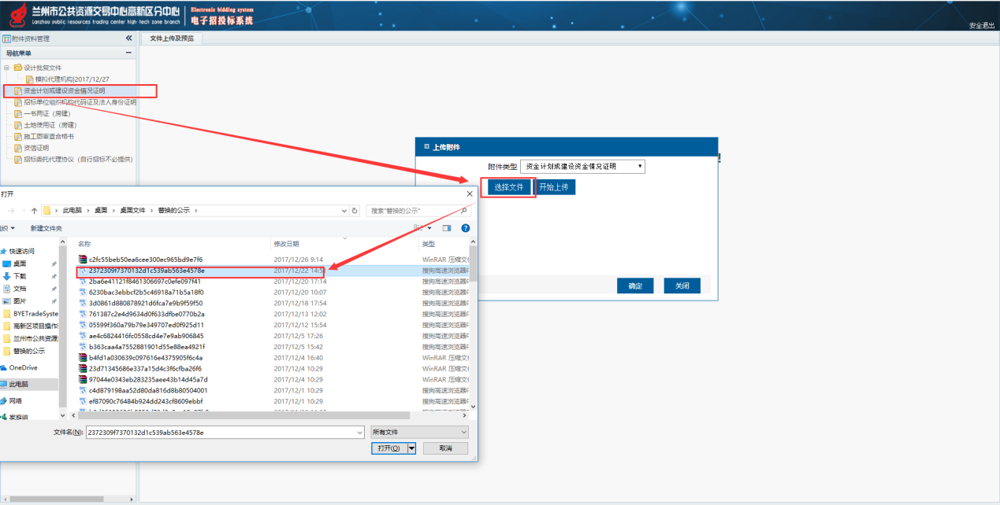 兰州市公共资源交易中心高新区分中心
Lanzhou public resources trading center high-tech zone branch
Electronic bidding system
电子招投标系统
安全退出
附件资料管理
文件上传及预览
导航菜单
设计批复文件
模拟代理机构|2017/12/27
资金计划或建设资金情况证明
招标单位组织机构代码证及法人身份证明
一书两证（房建）
土地使用证（房建）
施工图审查合格书
资信证明
招标委托代理协议（自行招标不必提供）
上传附件
附件类型 资金计划或建设资金情况证明
选择文件 开始上传
确定 关闭
打开
此电脑 › 桌面 › 桌面文件 › 替换的公示 ›
搜索"替换的公示"
组织 新建文件夹
快速访问
桌面
下载
文档
图片
BYETradeSyste
高新区项目操作
兰州市公共资源
替换的公示
OneDrive
此电脑
网络
家庭组
名称 修改日期 类型
c2fc55beb50ea6cee300ec965bd9e7f6 2017/12/26 9:14 WinRAR 压缩文
2372309f7370132d1c539ab563e4578e 2017/12/22 14:51 搜狗高速浏览器P
2ba6e41121f8461306697c0efe097f41 2017/12/20 17:14 搜狗高速浏览器P
6230bac3ebbcf2b5c46918a71b5a18f0 2017/12/20 10:07 搜狗高速浏览器P
3d0861d880878921d6fca7e9b9f59f50 2017/12/18 17:54 搜狗高速浏览器P
761387c2e4d9634d0f633dfbe0770b2a 2017/12/13 12:02 搜狗高速浏览器P
05599f360a79b79e349707ed0f925d11 2017/12/12 15:54 搜狗高速浏览器P
ae4c6824416fc0558cd4e7e9ab906845 2017/12/5 17:26 搜狗高速浏览器P
b363caa4a7552881901d55e88ea4921f 2017/12/5 15:42 搜狗高速浏览器P
b4fd1a030639c097616e4375905f6c4a 2017/12/4 16:40 WinRAR 压缩文
23d71345686e337a15d4c3f6cfba26f6 2017/12/4 10:29 WinRAR 压缩文
97044e0343eb283235aee43b14d45a7d 2017/12/4 10:29 WinRAR 压缩文
c4d879198aa52d80da816d8b80504001 2017/12/1 10:29 搜狗高速浏览器P
ef87090c76484b924dd243cf8609ebbf 2017/12/1 10:29 搜狗高速浏览器P
文件名(N): 2372309f7370132d1c539ab563e4578e 所有文件
打开(O) 取消